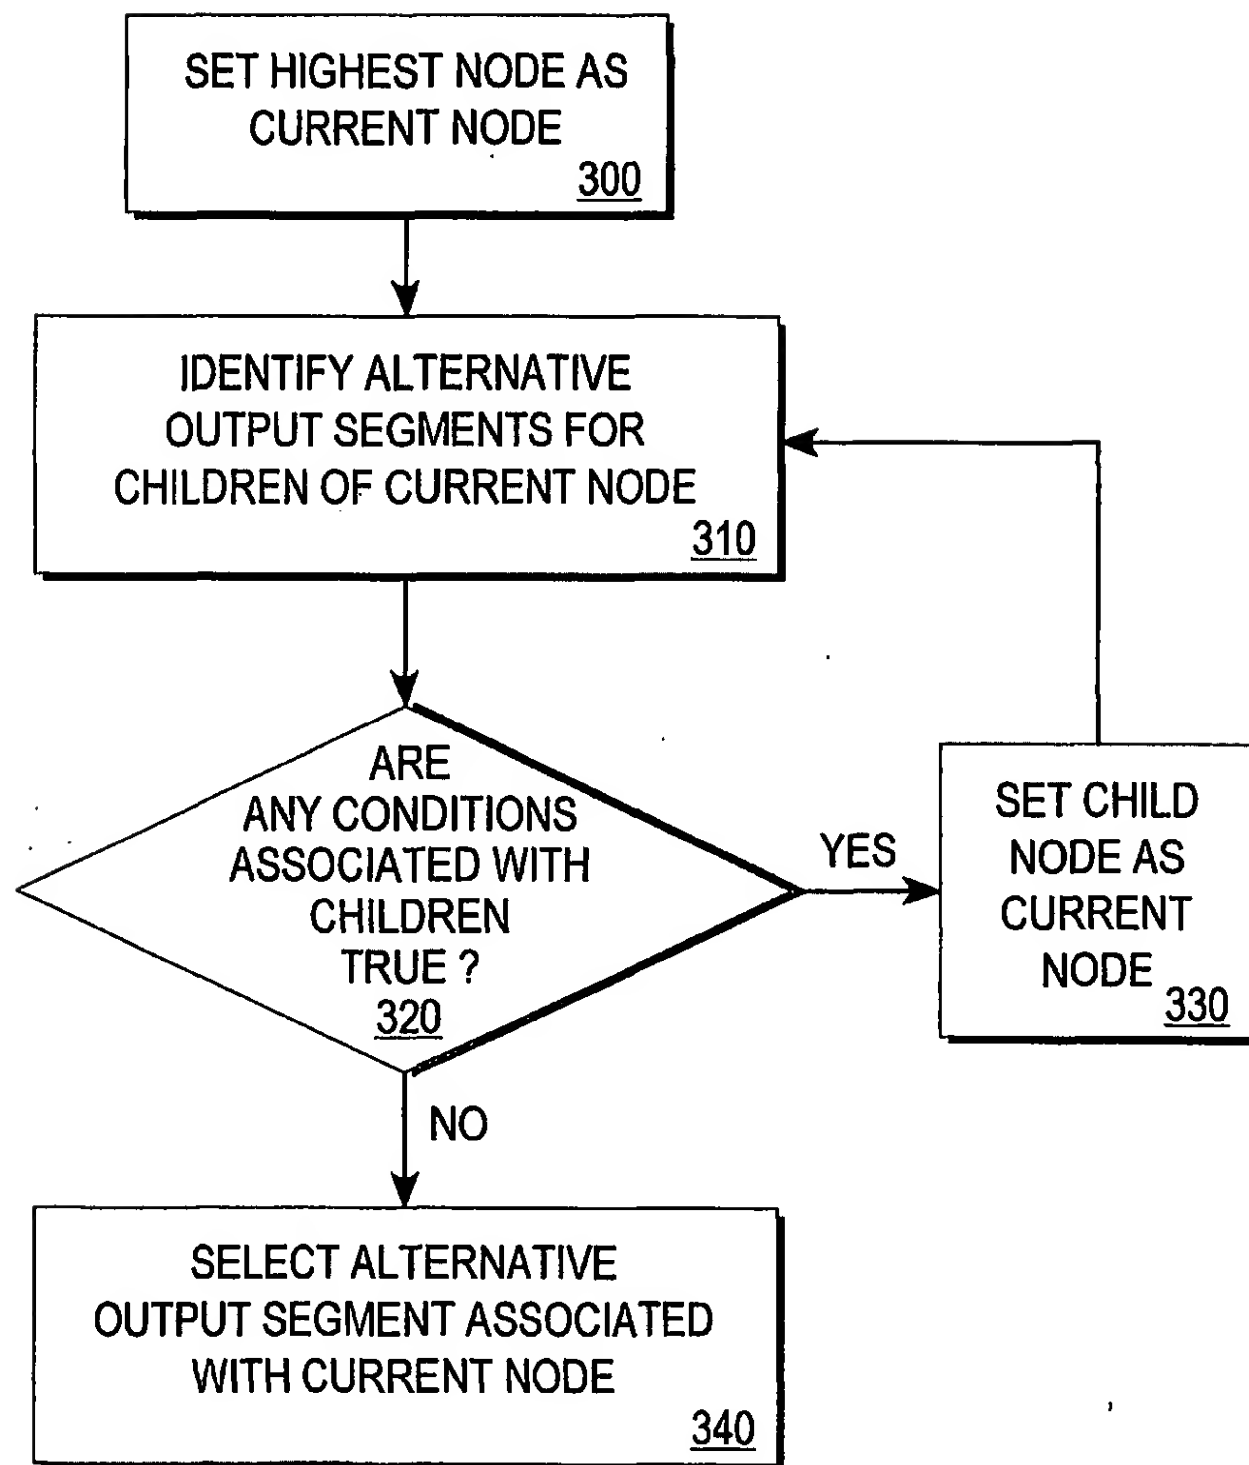 SET HIGHEST NODE AS
CURRENT NODE
300
IDENTIFY ALTERNATIVE
OUTPUT SEGMENTS FOR
CHILDREN OF CURRENT NODE
310
ARE
ANY CONDITIONS
ASSOCIATED WITH
CHILDREN
TRUE ?
320
YES
SET CHILD
NODE AS
CURRENT
NODE
330
NO
SELECT ALTERNATIVE
OUTPUT SEGMENT ASSOCIATED
WITH CURRENT NODE
340